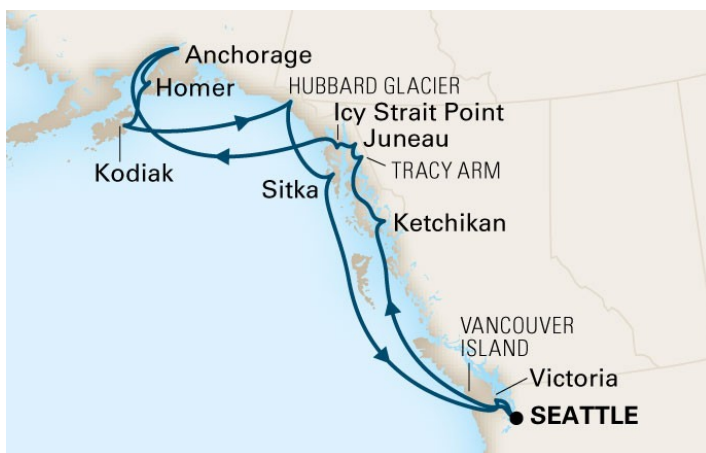 Anchorage
Homer
HUBBARD GLACIER
Icy Strait Point
Juneau
TRACY ARM
Kodiak
Sitka
Ketchikan
VANCOUVER
ISLAND
Victoria
SEATTLE